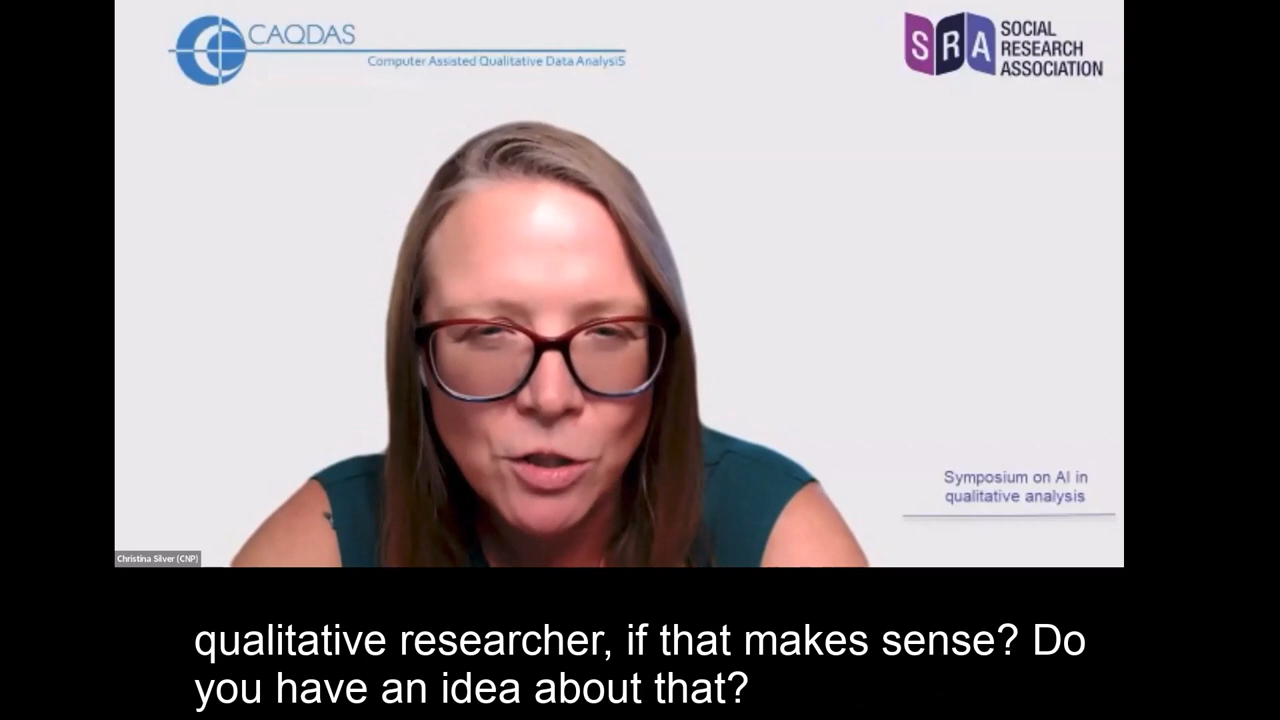 CAQDAS
Computer Assisted Qualitative Data AnalysiS
SRA
SOCIAL
RESEARCH
ASSOCIATION
Symposium on AI in
qualitative analysis
Christina Silver (CNP)
qualitative researcher, if that makes sense? Do
you have an idea about that?